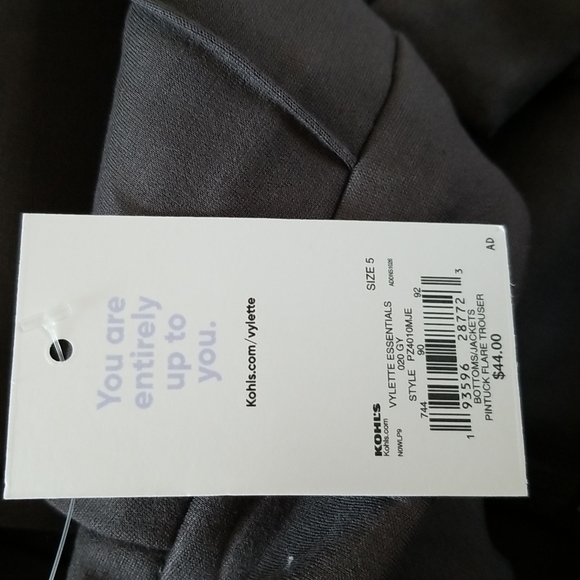 You are
entirely
up to
you.
Kohls.com/vylette
KOHL'S
Kohls.com
N0WLP9
VYLETTE ESSENTIALS SIZE 5
020 GY
STYLE PZ4010MJE
744 90 92
1 93596 28772 3
BOTTOMS/JACKETS
PINTUCK FLARE TROUSER
$44.00
AD